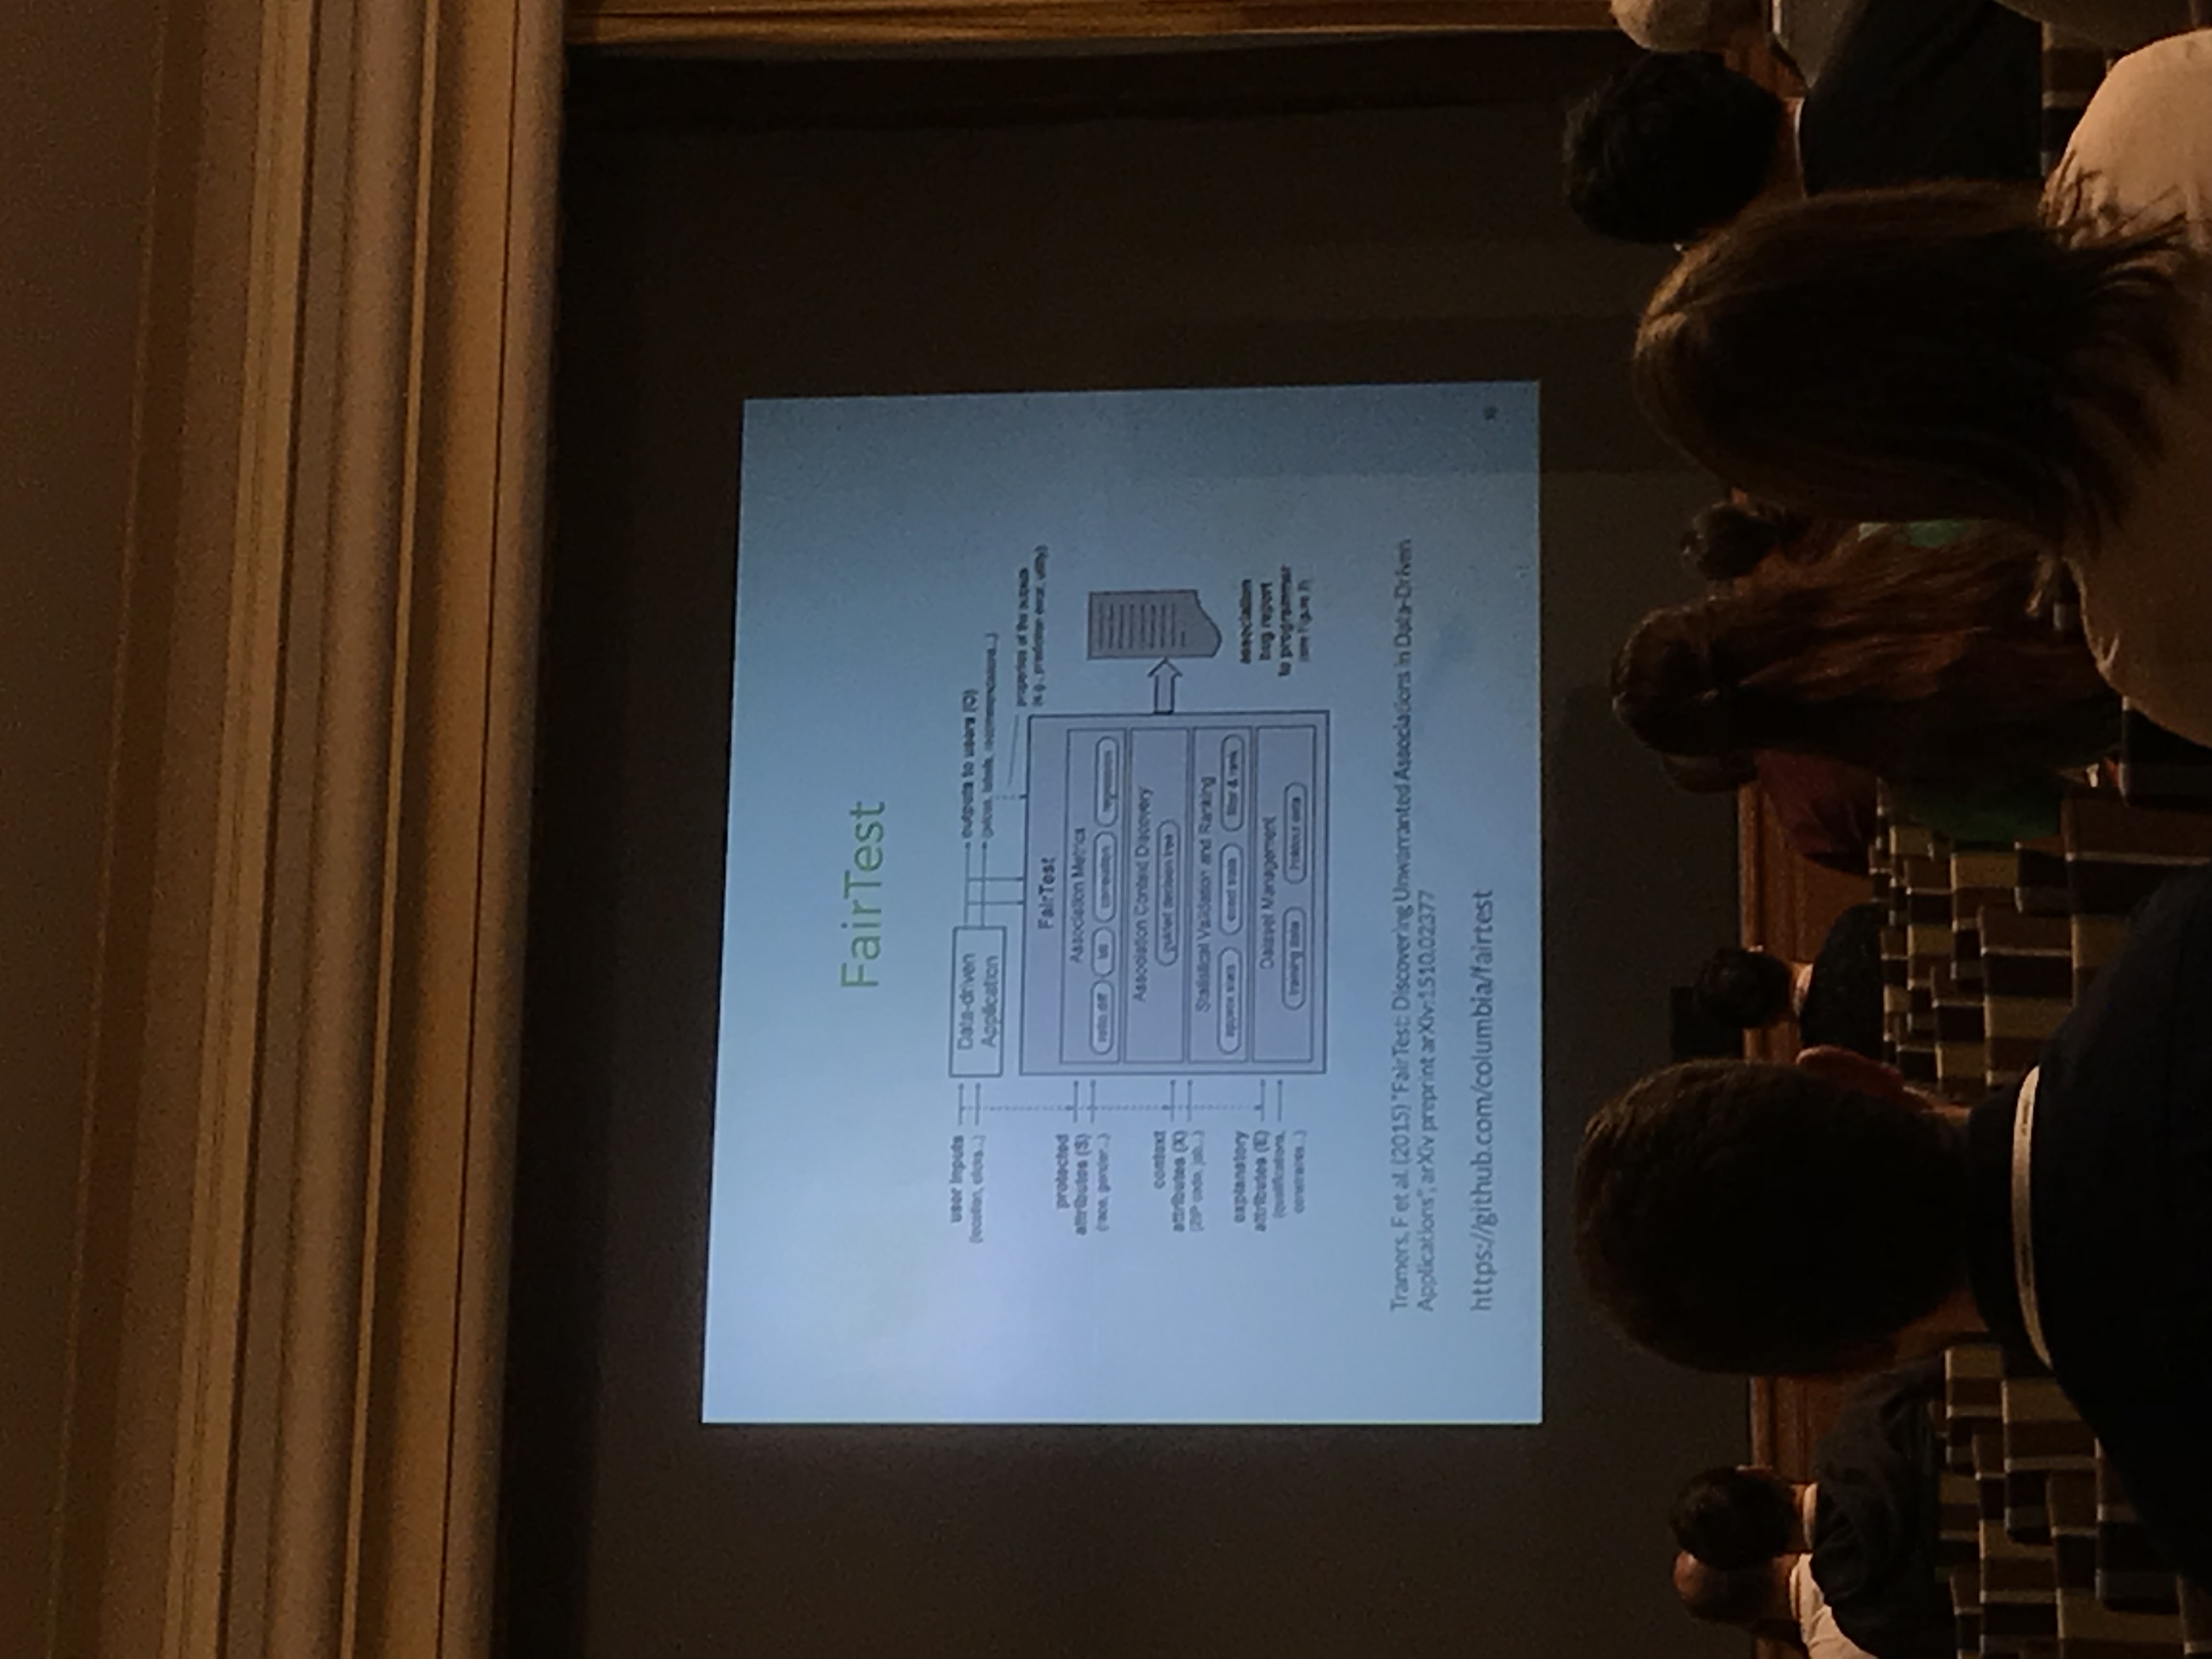 FairTest
user inputs
(location, clicks...)
Data-driven
Application
outputs to users (O)
(prices, labels, recommendations...)
properties of the outputs
(e.g., prediction error, utility)
protected
attributes (S)
(race, gender...)
context
attributes (X)
(ZIP code, job...)
explanatory
attributes (E)
(qualifications,
constraints...)
FairTest
Association Metrics
ratio diff
correlation
regression
Association Context Discovery
guided decision tree
Statistical Validation and Ranking
approx stats
exact stats
filter & rank
Dataset Management
training data
holdout data
association
bug report
to programmer
(see Figure
Tramers, F et al. (2015) "FairTest: Discovering Unwarranted Associations in Data-Driven
Applications", arXiv preprint arXiv:1510.02377
https://github.com/columbia/fairtest